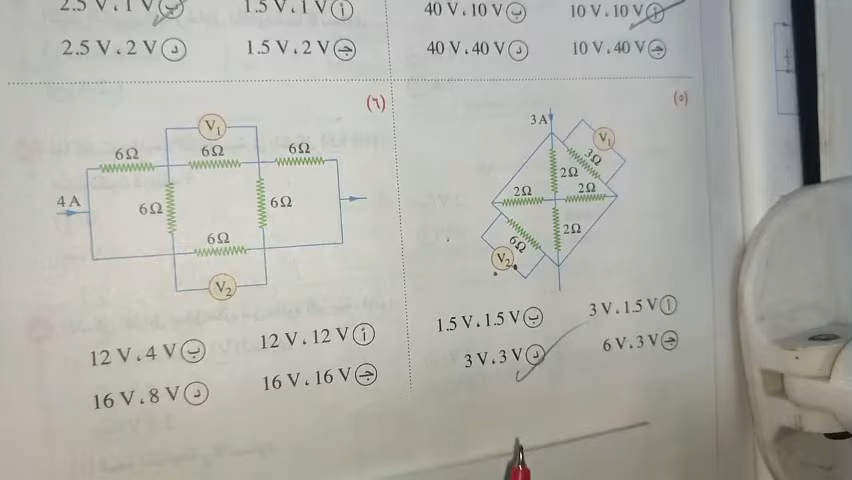 10 V ، 10 V أ
40 V ، 10 V ب
10 V ، 40 V ج
40 V ، 40 V د
1.5 V ، 1 V أ
2.5 V ، 1 V ب
1.5 V ، 2 V ج
2.5 V ، 2 V د
(٥)
3 A
V₁
3Ω
2Ω
2Ω
2Ω
2Ω
6Ω
V₂
3 V ، 1.5 V أ
1.5 V ، 1.5 V ب
6 V ، 3 V ج
3 V ، 3 V د
(٦)
V₁
6Ω
6Ω
6Ω
4 A
6Ω
6Ω
6Ω
V₂
12 V ، 12 V أ
12 V ، 4 V ب
16 V ، 16 V ج
16 V ، 8 V د